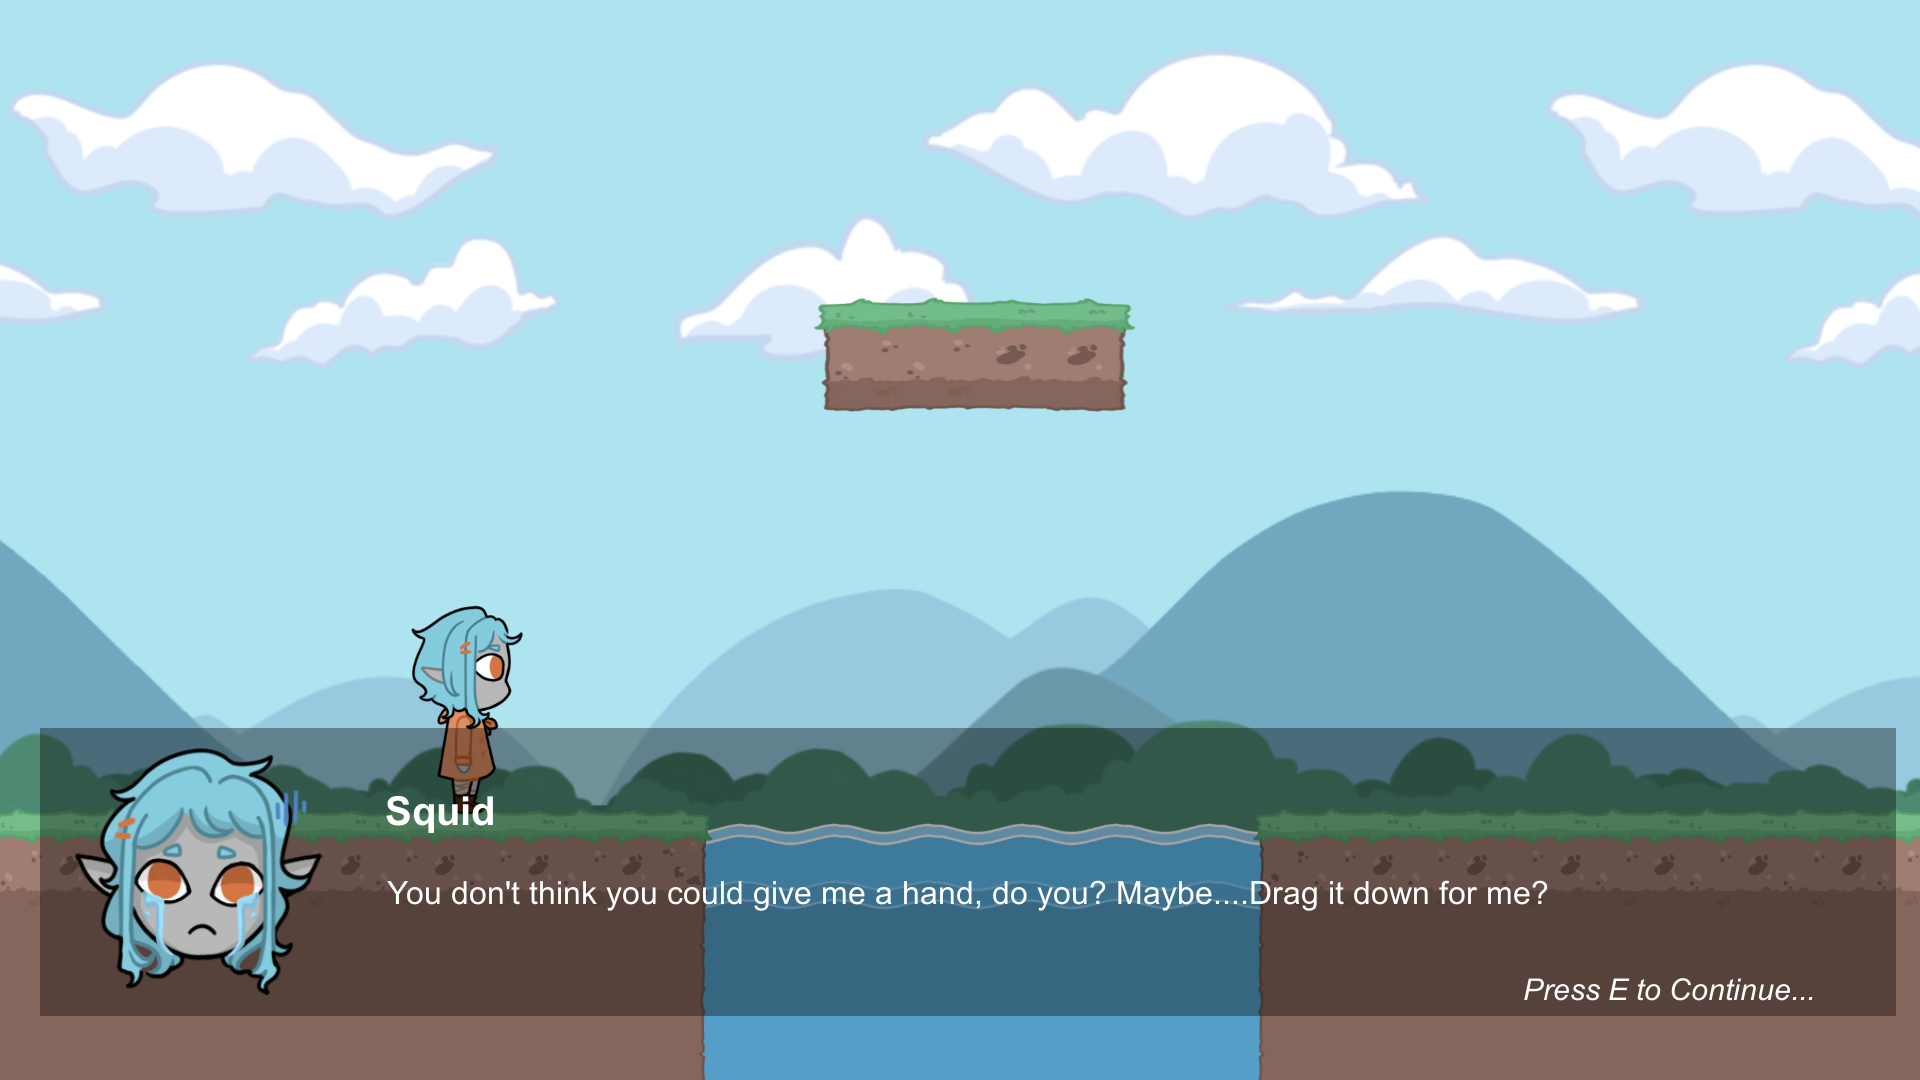 Squid
You don't think you could give me a hand, do you? Maybe....Drag it down for me?
Press E to Continue...